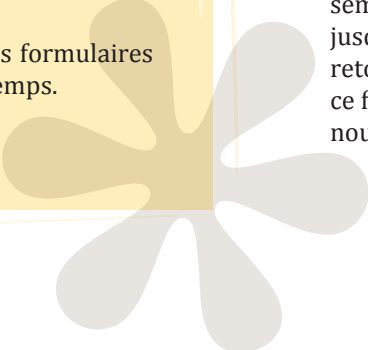 s formulaires
emps.
sem
jusq
reto
ce f
nou